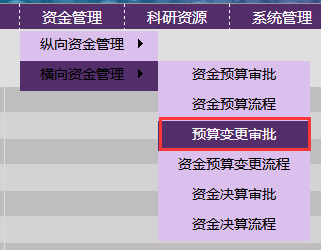 资金管理 科研资源 系统管理
纵向资金管理
横向资金管理
资金预算审批
资金预算流程
预算变更审批
资金预算变更流程
资金决算审批
资金决算流程